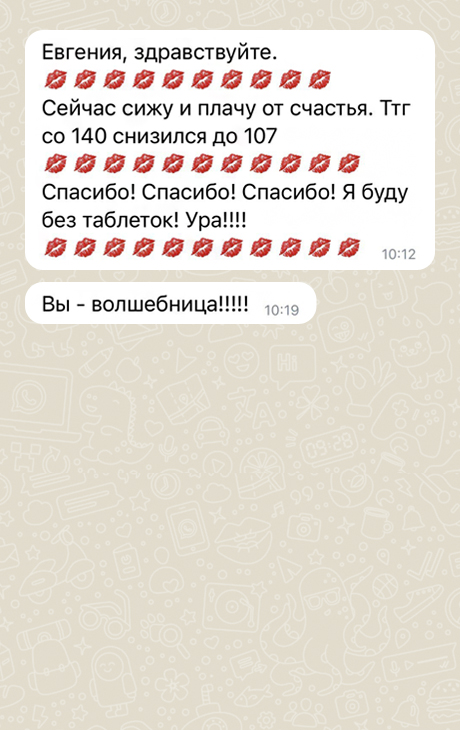 Евгения, здравствуйте.
💋💋💋💋💋💋💋💋💋💋
Сейчас сижу и плачу от счастья. Ттг
со 140 снизился до 107
💋💋💋💋💋💋💋💋💋💋💋
Спасибо! Спасибо! Спасибо! Я буду
без таблеток! Ура!!!!
💋💋💋💋💋💋💋💋💋💋💋 10:12
Вы - волшебница!!!!! 10:19